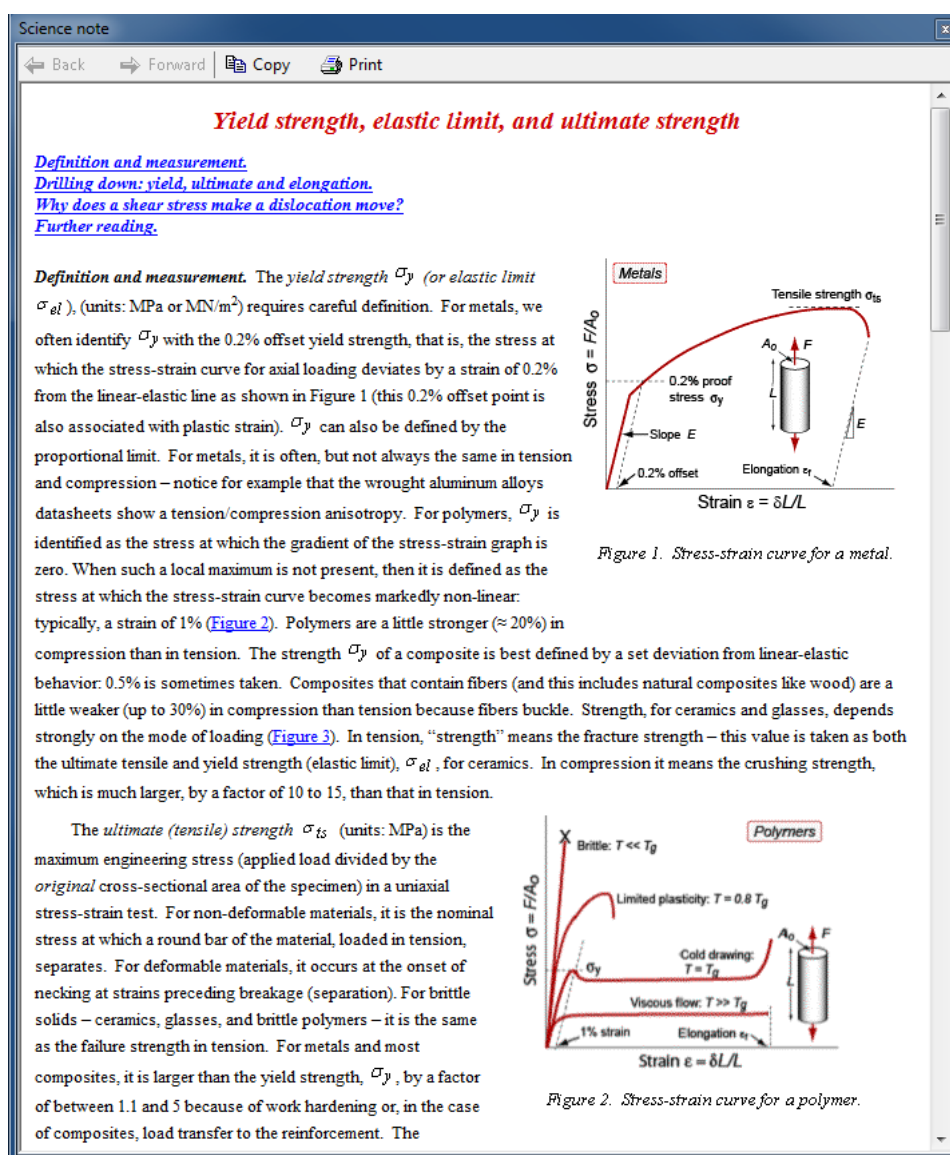 Science note
Back Forward Copy Print
Yield strength, elastic limit, and ultimate strength
Definition and measurement.
Drilling down: yield, ultimate and elongation.
Why does a shear stress make a dislocation move?
Further reading.
Definition and measurement. The yield strength σy (or elastic limit
σel), (units: MPa or MN/m²) requires careful definition. For metals, we
often identify σy with the 0.2% offset yield strength, that is, the stress at
which the stress-strain curve for axial loading deviates by a strain of 0.2%
from the linear-elastic line as shown in Figure 1 (this 0.2% offset point is
also associated with plastic strain). σy can also be defined by the
proportional limit. For metals, it is often, but not always the same in tension
and compression – notice for example that the wrought aluminum alloys
datasheets show a tension/compression anisotropy. For polymers, σy is
identified as the stress at which the gradient of the stress-strain graph is
zero. When such a local maximum is not present, then it is defined as the
stress at which the stress-strain curve becomes markedly non-linear:
typically, a strain of 1% (Figure 2). Polymers are a little stronger (≈ 20%) in
compression than in tension. The strength σy of a composite is best defined by a set deviation from linear-elastic
behavior: 0.5% is sometimes taken. Composites that contain fibers (and this includes natural composites like wood) are a
little weaker (up to 30%) in compression than tension because fibers buckle. Strength, for ceramics and glasses, depends
strongly on the mode of loading (Figure 3). In tension, “strength” means the fracture strength – this value is taken as both
the ultimate tensile and yield strength (elastic limit), σel, for ceramics. In compression it means the crushing strength,
which is much larger, by a factor of 10 to 15, than that in tension.
Metals
Tensile strength σts
Stress σ = F/Ao
Ao
F
L
0.2% proof
stress σy
Slope E
E
0.2% offset
Elongation εf
Strain ε = δL/L
Figure 1. Stress-strain curve for a metal.
The ultimate (tensile) strength σts (units: MPa) is the
maximum engineering stress (applied load divided by the
original cross-sectional area of the specimen) in a uniaxial
stress-strain test. For non-deformable materials, it is the nominal
stress at which a round bar of the material, loaded in tension,
separates. For deformable materials, it occurs at the onset of
necking at strains preceding breakage (separation). For brittle
solids – ceramics, glasses, and brittle polymers – it is the same
as the failure strength in tension. For metals and most
composites, it is larger than the yield strength, σy, by a factor
of between 1.1 and 5 because of work hardening or, in the case
of composites, load transfer to the reinforcement. The
Polymers
Brittle: T << Tg
Limited plasticity: T = 0.8 Tg
Stress σ = F/Ao
Cold drawing:
T = Tg
Ao
F
L
σy
Viscous flow: T >> Tg
1% strain
Elongation εf
Strain ε = δL/L
Figure 2. Stress-strain curve for a polymer.